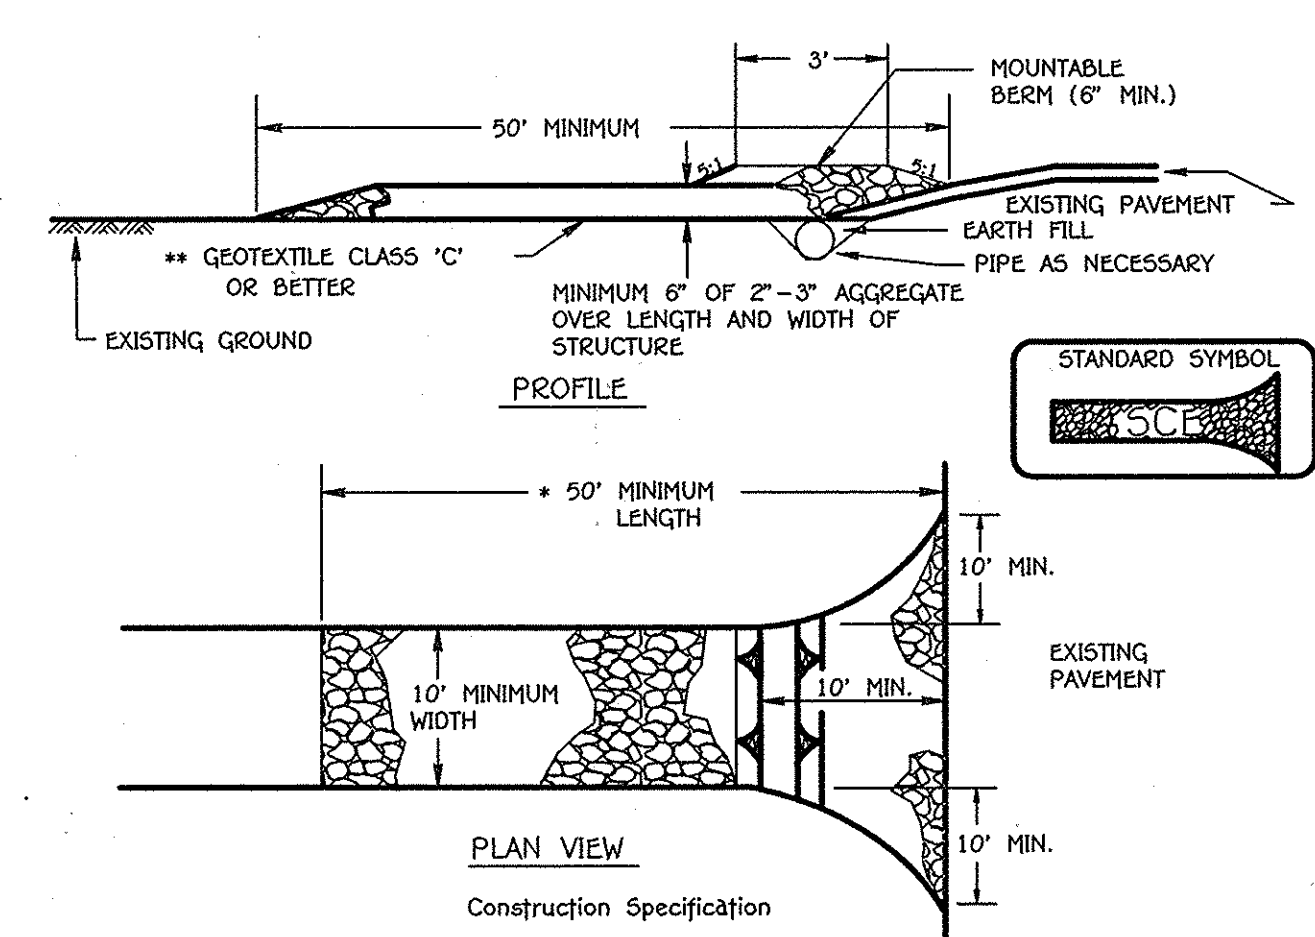 3'
MOUNTABLE
BERM (6" MIN.)
50' MINIMUM
5:1
5:1
EXISTING PAVEMENT
EARTH FILL
PIPE AS NECESSARY
** GEOTEXTILE CLASS 'C'
OR BETTER
MINIMUM 6" OF 2"-3" AGGREGATE
OVER LENGTH AND WIDTH OF
STRUCTURE
EXISTING GROUND
PROFILE
STANDARD SYMBOL
SCE
* 50' MINIMUM
LENGTH
10' MIN.
EXISTING
PAVEMENT
10' MINIMUM
WIDTH
10' MIN.
10' MIN.
PLAN VIEW
Construction Specification